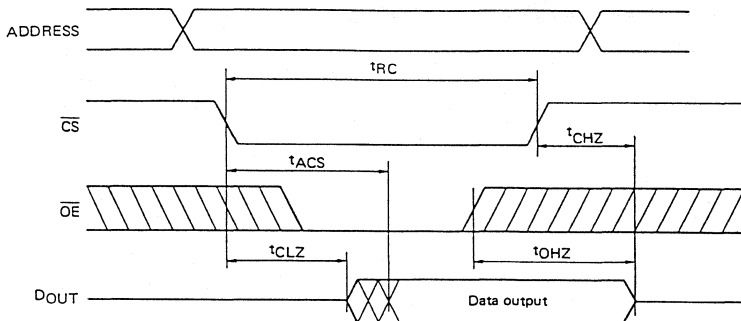 ADDRESS
tRC
CS
tCHZ
tACS
OE
tOHZ
tCLZ
DOUT
Data output